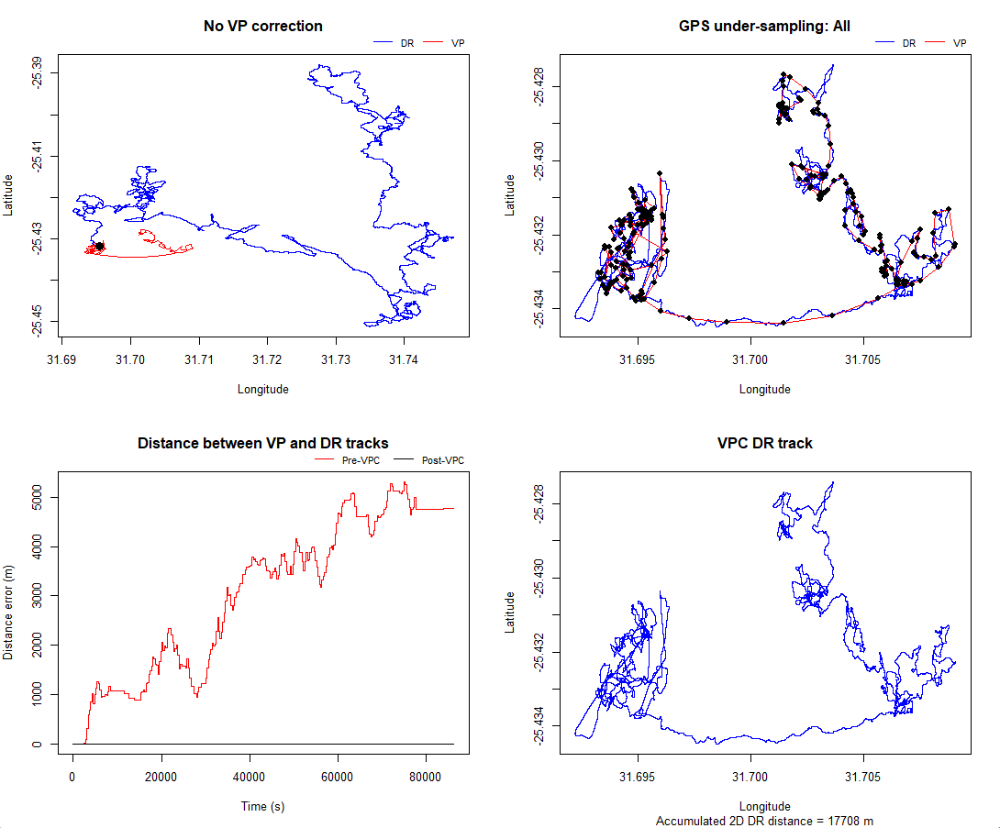 No VP correction
DR VP
-25.39
-25.41
-25.43
-25.45
Latitude
31.69 31.70 31.71 31.72 31.73 31.74
Longitude
GPS under-sampling: All
DR VP
-25.428
-25.430
-25.432
-25.434
Latitude
31.695 31.700 31.705
Longitude
Distance between VP and DR tracks
Pre-VPC Post-VPC
5000
4000
3000
2000
1000
0
Distance error (m)
0 20000 40000 60000 80000
Time (s)
VPC DR track
-25.428
-25.430
-25.432
-25.434
Latitude
31.695 31.700 31.705
Longitude
Accumulated 2D DR distance = 17708 m